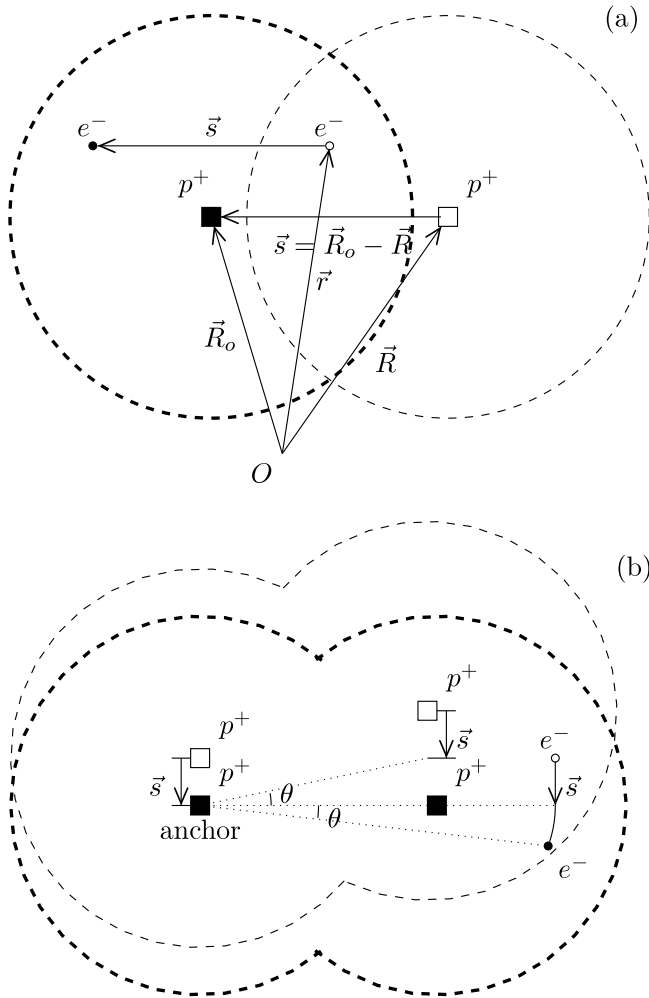 (a)
e⁻
s⃗
e⁻
p⁺
p⁺
s⃗ = R⃗ₒ − R⃗
r⃗
R⃗ₒ
R⃗
O
(b)
p⁺
p⁺
s⃗
e⁻
p⁺
s⃗
p⁺
s⃗
θ
θ
anchor
e⁻